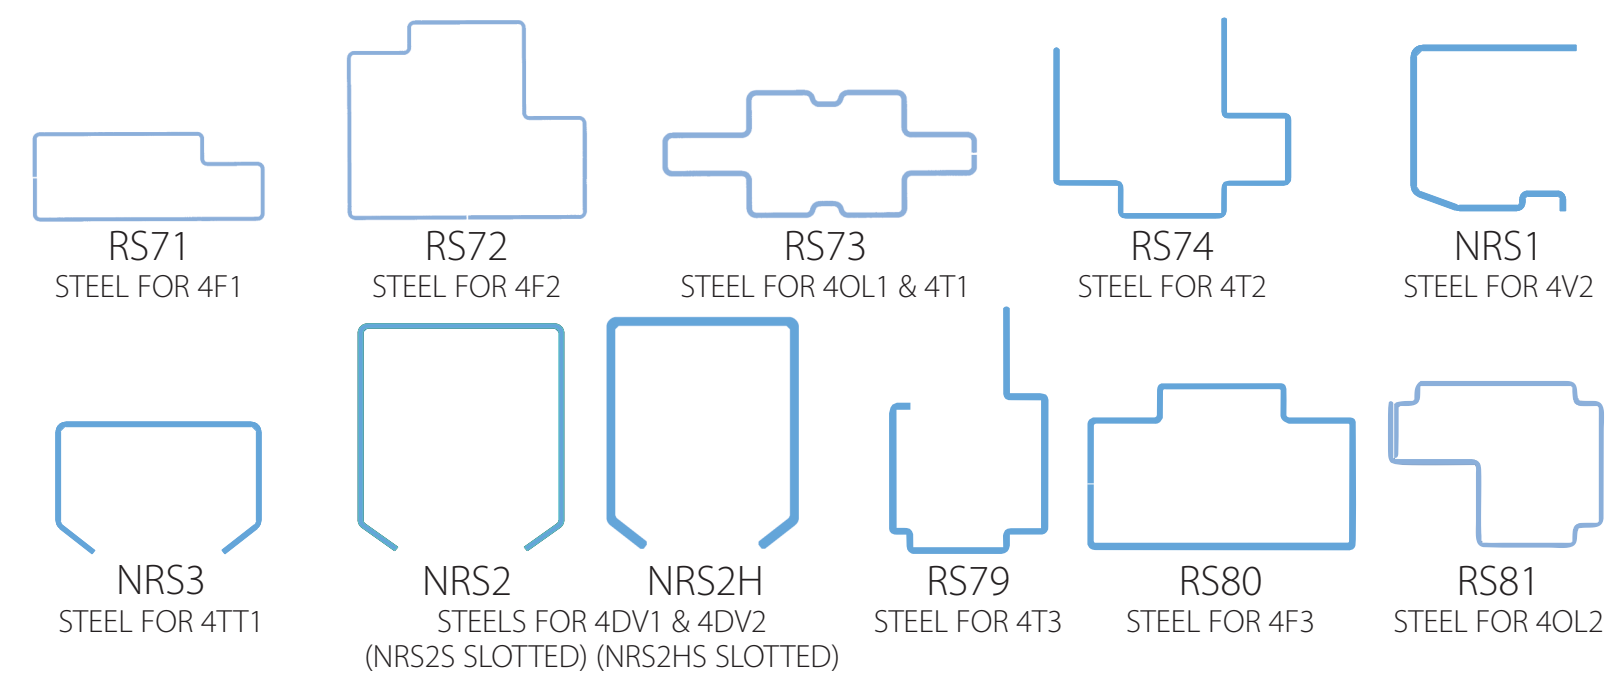 RS71
STEEL FOR 4F1
RS72
STEEL FOR 4F2
RS73
STEEL FOR 4OL1 & 4T1
RS74
STEEL FOR 4T2
NRS1
STEEL FOR 4V2
NRS3
STEEL FOR 4TT1
NRS2
NRS2H
STEELS FOR 4DV1 & 4DV2
(NRS2S SLOTTED) (NRS2HS SLOTTED)
RS79
STEEL FOR 4T3
RS80
STEEL FOR 4F3
RS81
STEEL FOR 4OL2